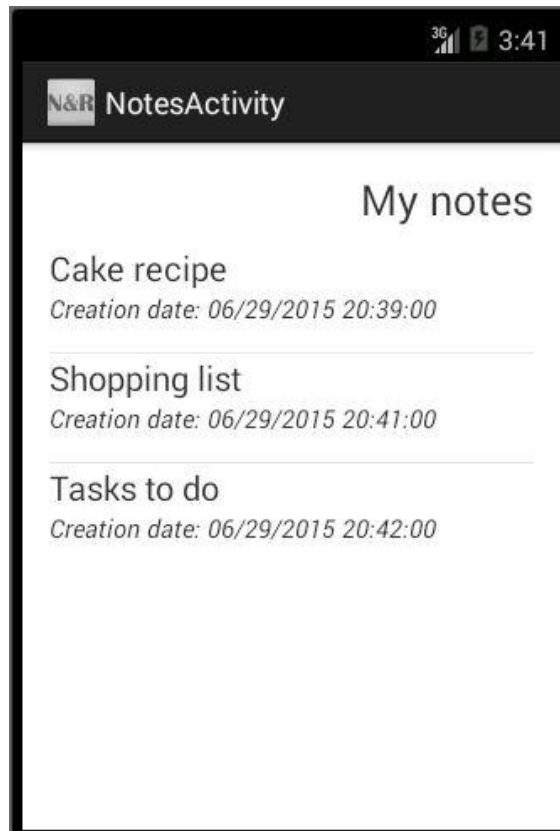 3G 3:41
N&R NotesActivity
My notes
Cake recipe
Creation date: 06/29/2015 20:39:00
Shopping list
Creation date: 06/29/2015 20:41:00
Tasks to do
Creation date: 06/29/2015 20:42:00